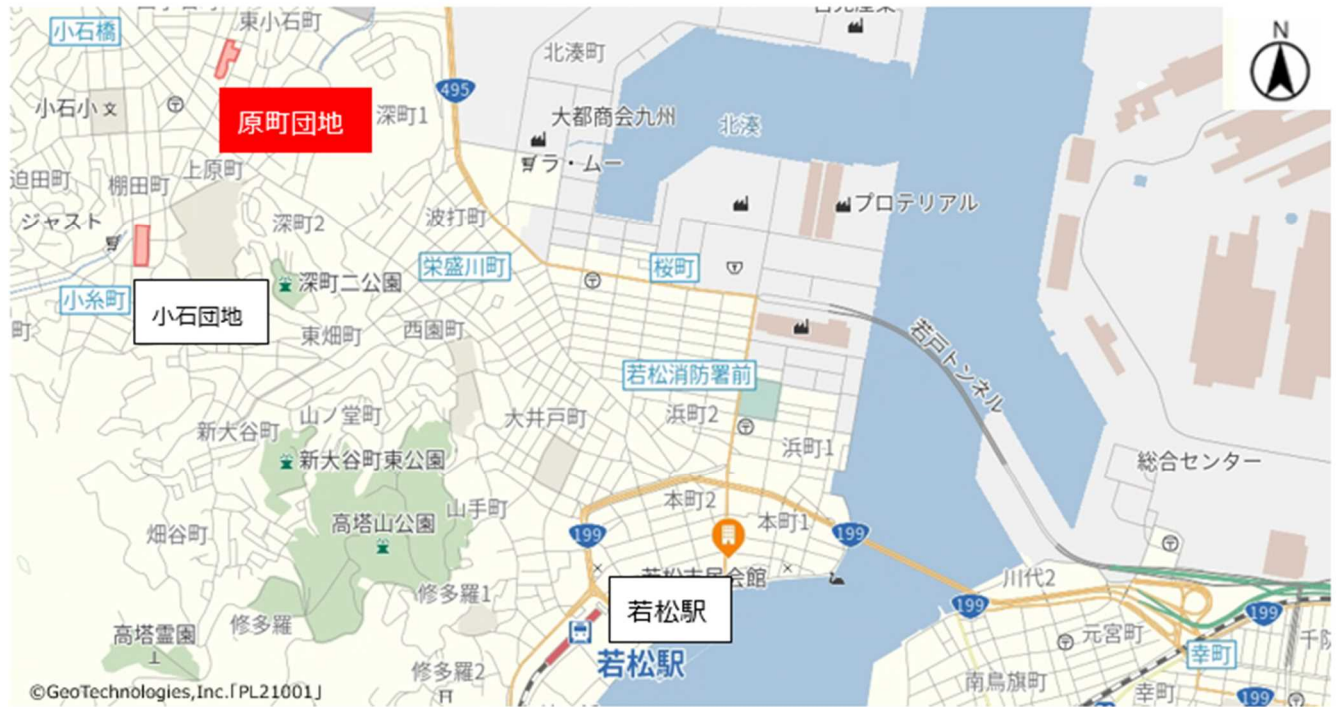 東小石町
小石橋
北湊町
N
495
小石小
原町団地
深町1
大都商会九州
北湊
ラ・ムー
上原町
迫田町
棚田町
プロテリアル
ジャスト
深町2
波打町
栄盛川町
桜町
深町二公園
小糸町
小石団地
東畑町
西園町
町
若戸トンネル
若松消防署前
山ノ堂町
大井戸町
浜町2
新大谷町
浜町1
新大谷町東公園
総合センター
本町2
山手町
高塔山公園
本町1
畑谷町
199
199
川代2
修多羅1
若松駅
199
199
高塔霊園
修多羅
元宮町
幸町
若松駅
修多羅2
南鳥旗町
幸町
199
©GeoTechnologies,Inc.「PL21001」